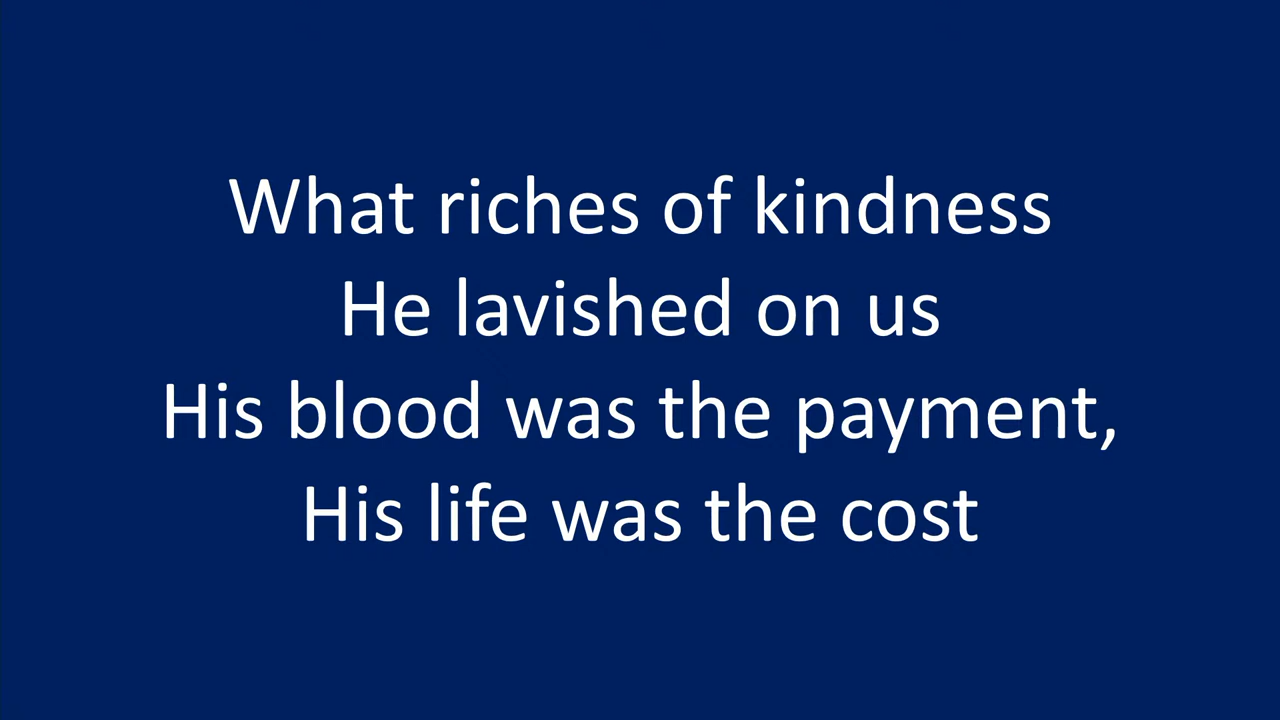 What riches of kindness
He lavished on us
His blood was the payment,
His life was the cost